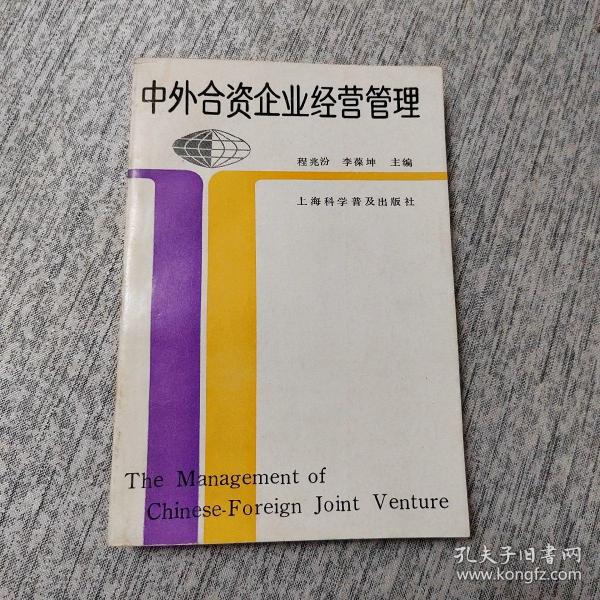 中外合资企业经营管理
程兆汾 李葆坤 主编
上海科学普及出版社
The Management of
Chinese-Foreign Joint Venture
孔夫子旧书网
www.kongfz.com